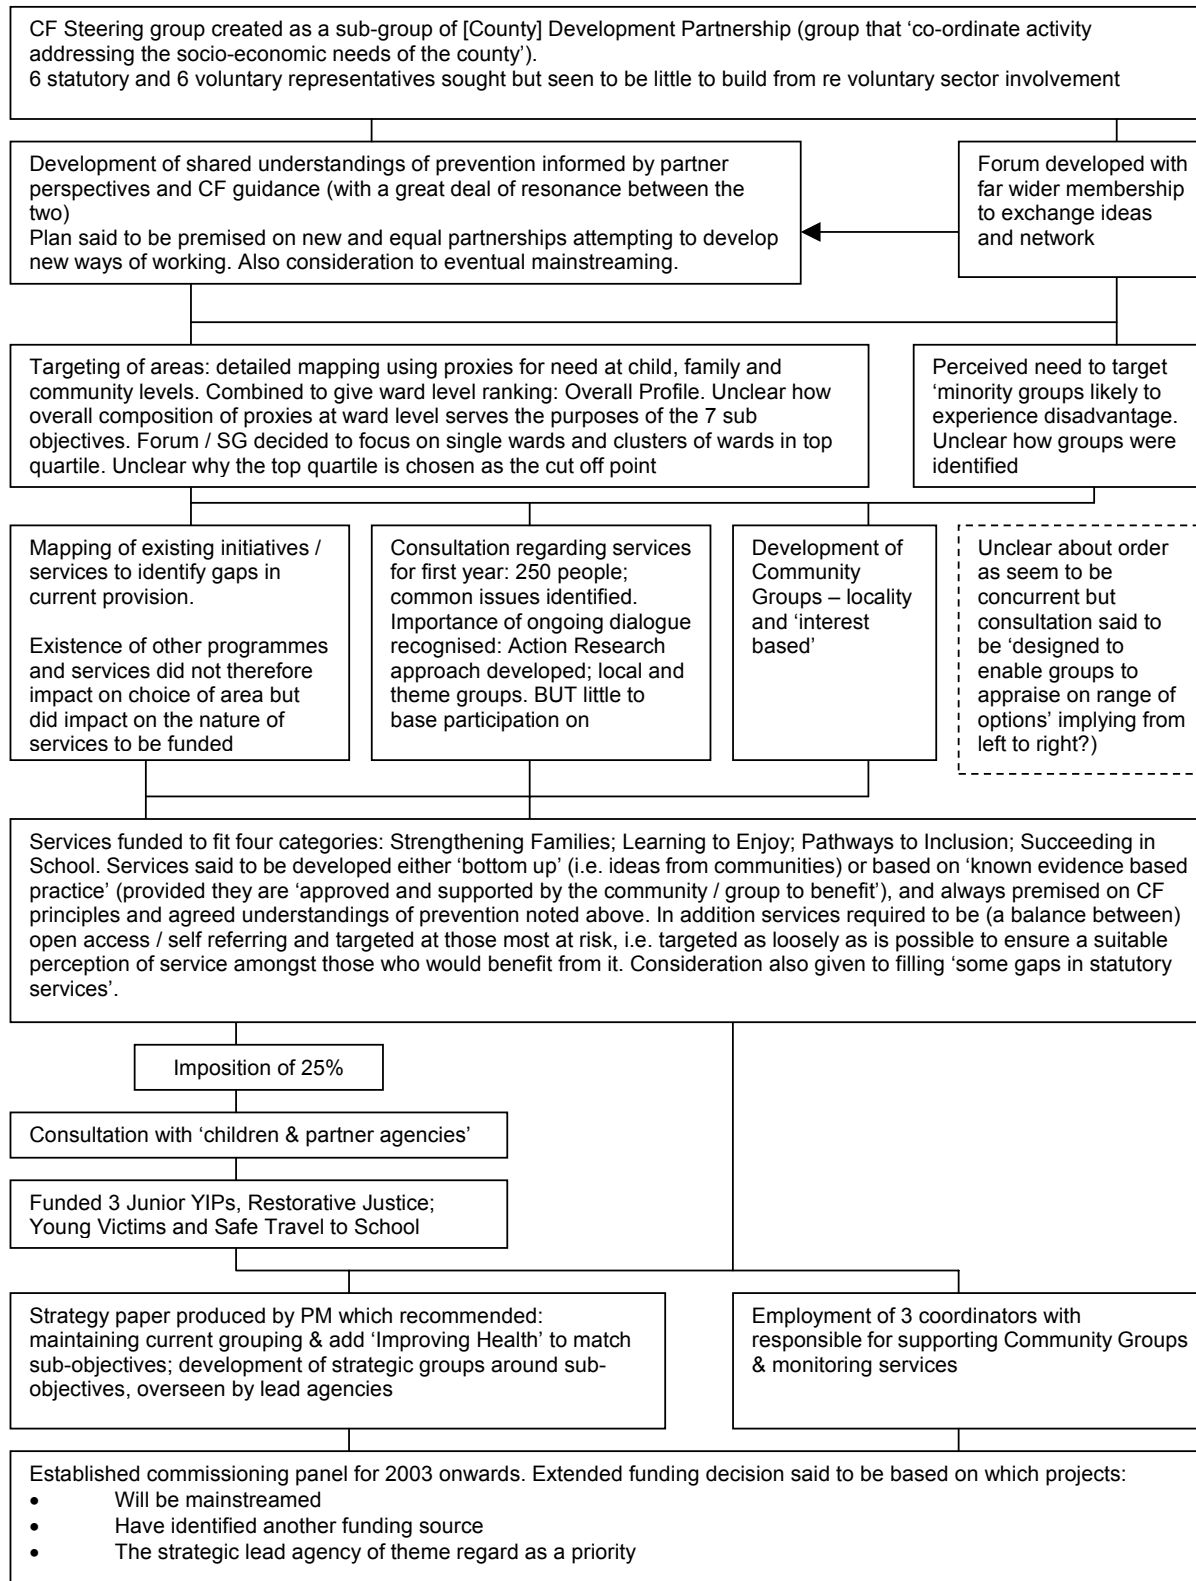 CF Steering group created as a sub-group of [County] Development Partnership (group that ‘co-ordinate activity
addressing the socio-economic needs of the county’).
6 statutory and 6 voluntary representatives sought but seen to be little to build from re voluntary sector involvement
Development of shared understandings of prevention informed by partner
perspectives and CF guidance (with a great deal of resonance between the
two)
Plan said to be premised on new and equal partnerships attempting to develop
new ways of working. Also consideration to eventual mainstreaming.
Forum developed with
far wider membership
to exchange ideas
and network
Targeting of areas: detailed mapping using proxies for need at child, family and
community levels. Combined to give ward level ranking: Overall Profile. Unclear how
overall composition of proxies at ward level serves the purposes of the 7 sub
objectives. Forum / SG decided to focus on single wards and clusters of wards in top
quartile. Unclear why the top quartile is chosen as the cut off point
Perceived need to target
‘minority groups likely to
experience disadvantage.
Unclear how groups were
identified
Mapping of existing initiatives /
services to identify gaps in
current provision.
Existence of other programmes
and services did not therefore
impact on choice of area but
did impact on the nature of
services to be funded
Consultation regarding services
for first year: 250 people;
common issues identified.
Importance of ongoing dialogue
recognised: Action Research
approach developed; local and
theme groups. BUT little to
base participation on
Development of
Community
Groups – locality
and ‘interest
based’
Unclear about order
as seem to be
concurrent but
consultation said to
be ‘designed to
enable groups to
appraise on range of
options’ implying from
left to right?)
Services funded to fit four categories: Strengthening Families; Learning to Enjoy; Pathways to Inclusion; Succeeding in
School. Services said to be developed either ‘bottom up’ (i.e. ideas from communities) or based on ‘known evidence based
practice’ (provided they are ‘approved and supported by the community / group to benefit’), and always premised on CF
principles and agreed understandings of prevention noted above. In addition services required to be (a balance between)
open access / self referring and targeted at those most at risk, i.e. targeted as loosely as is possible to ensure a suitable
perception of service amongst those who would benefit from it. Consideration also given to filling ‘some gaps in statutory
services’.
Imposition of 25%
Consultation with ‘children & partner agencies’
Funded 3 Junior YIPs, Restorative Justice;
Young Victims and Safe Travel to School
Strategy paper produced by PM which recommended:
maintaining current grouping & add ‘Improving Health’ to match
sub-objectives; development of strategic groups around sub-
objectives, overseen by lead agencies
Employment of 3 coordinators with
responsible for supporting Community Groups
& monitoring services
Established commissioning panel for 2003 onwards. Extended funding decision said to be based on which projects:
• Will be mainstreamed
• Have identified another funding source
• The strategic lead agency of theme regard as a priority